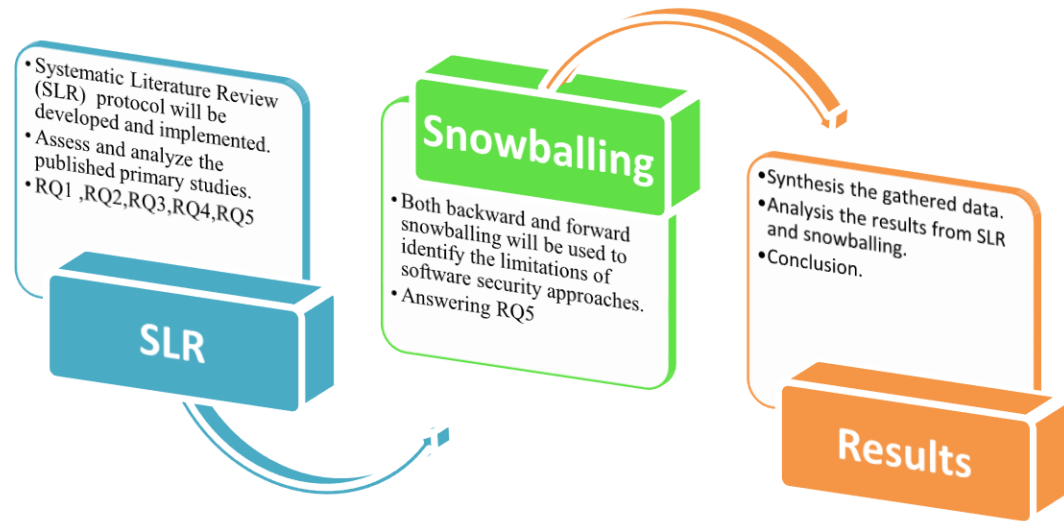 •Systematic Literature Review
(SLR) protocol will be
developed and implemented.
•Assess and analyze the
published primary studies.
•RQ1 ,RQ2,RQ3,RQ4,RQ5
SLR
Snowballing
•Both backward and forward
snowballing will be used to
identify the limitations of
software security approaches.
•Answering RQ5
•Synthesis the gathered data.
•Analysis the results from SLR
and snowballing.
•Conclusion.
Results